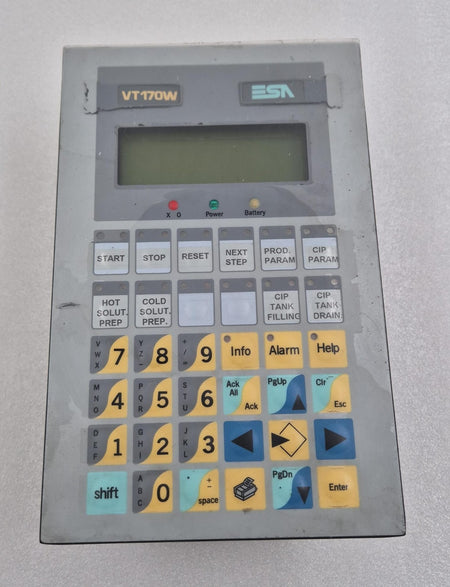 VT170W ESA
X O Power Battery
START STOP RESET NEXT STEP PROD. PARAM CIP PARAM
HOT SOLUT. PREP COLD SOLUT. PREP. CIP TANK FILLING CIP TANK DRAIN
V W X 7 Y Z - 8 + / = 9 Info Alarm Help
M N O 4 P Q R 5 S T U 6 Ack All Ack PgUp Clr Esc
D E F 1 G H I 2 J K L 3
shift A B C 0 . + - space PgDn Enter